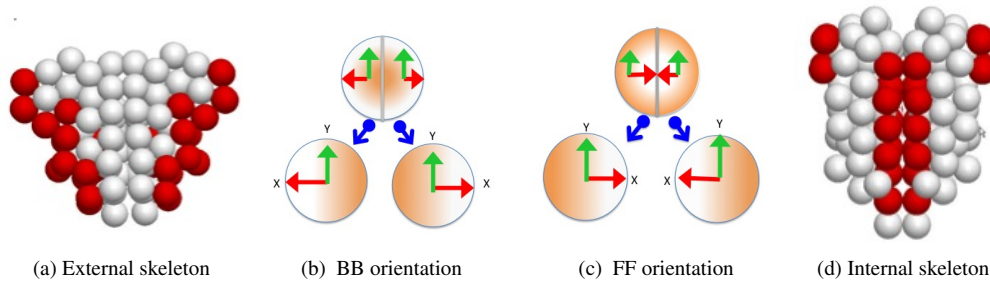 Y
Y
X
X
Y
Y
X
X
(a) External skeleton
(b) BB orientation
(c) FF orientation
(d) Internal skeleton